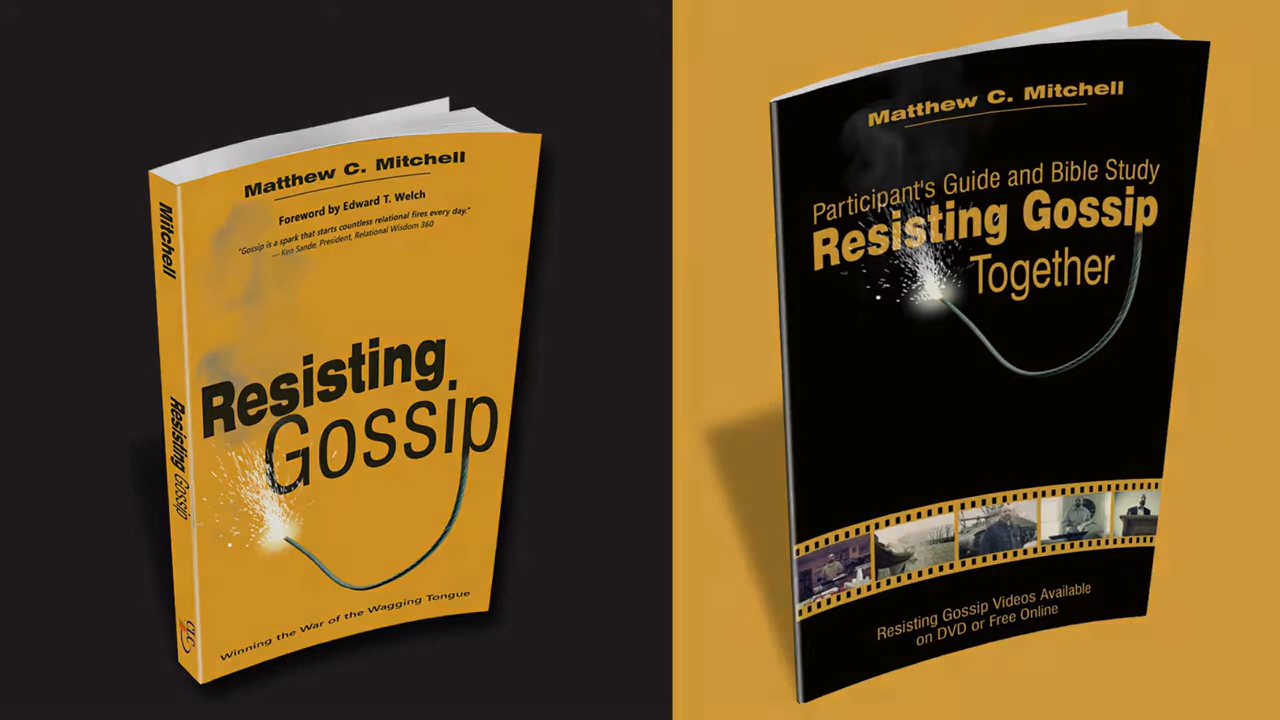 Matthew C. Mitchell
Foreword by Edward T. Welch
"Gossip is a spark that starts countless relational fires every day."
— Ken Sande, President, Relational Wisdom 360
Resisting
Gossip
Winning the War of the Wagging Tongue
Mitchell
Resisting Gossip
CLC
Matthew C. Mitchell
Participant's Guide and Bible Study
Resisting Gossip
Together
Resisting Gossip Videos Available
on DVD or Free Online